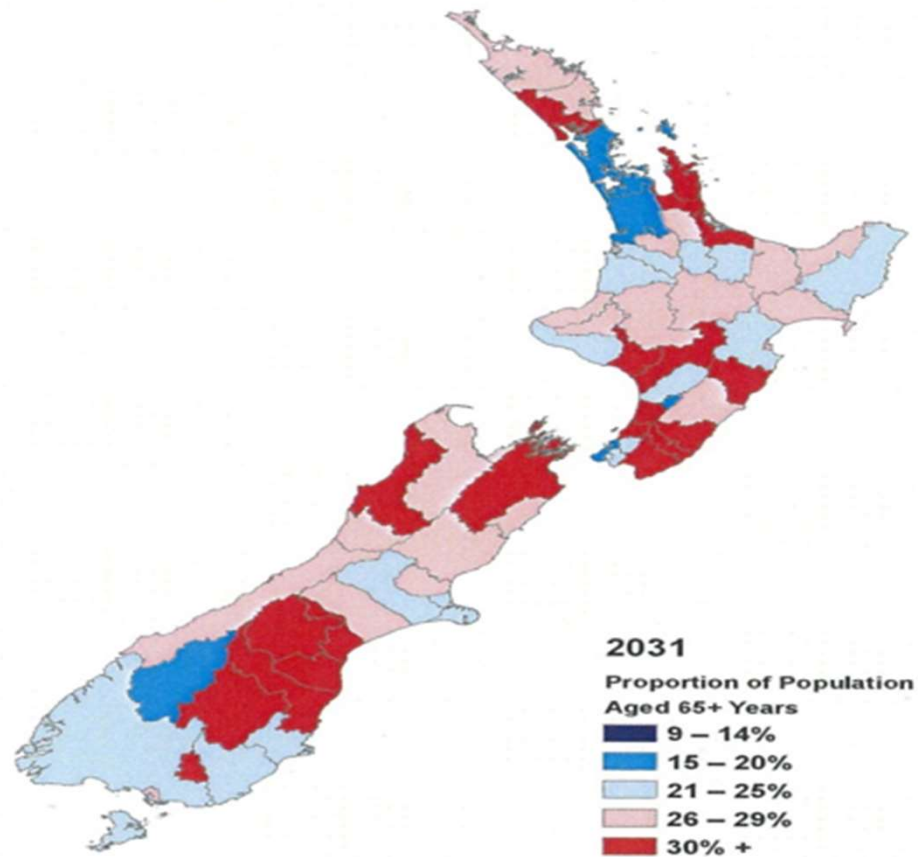 2031
Proportion of Population
Aged 65+ Years
9 – 14%
15 – 20%
21 – 25%
26 – 29%
30% +